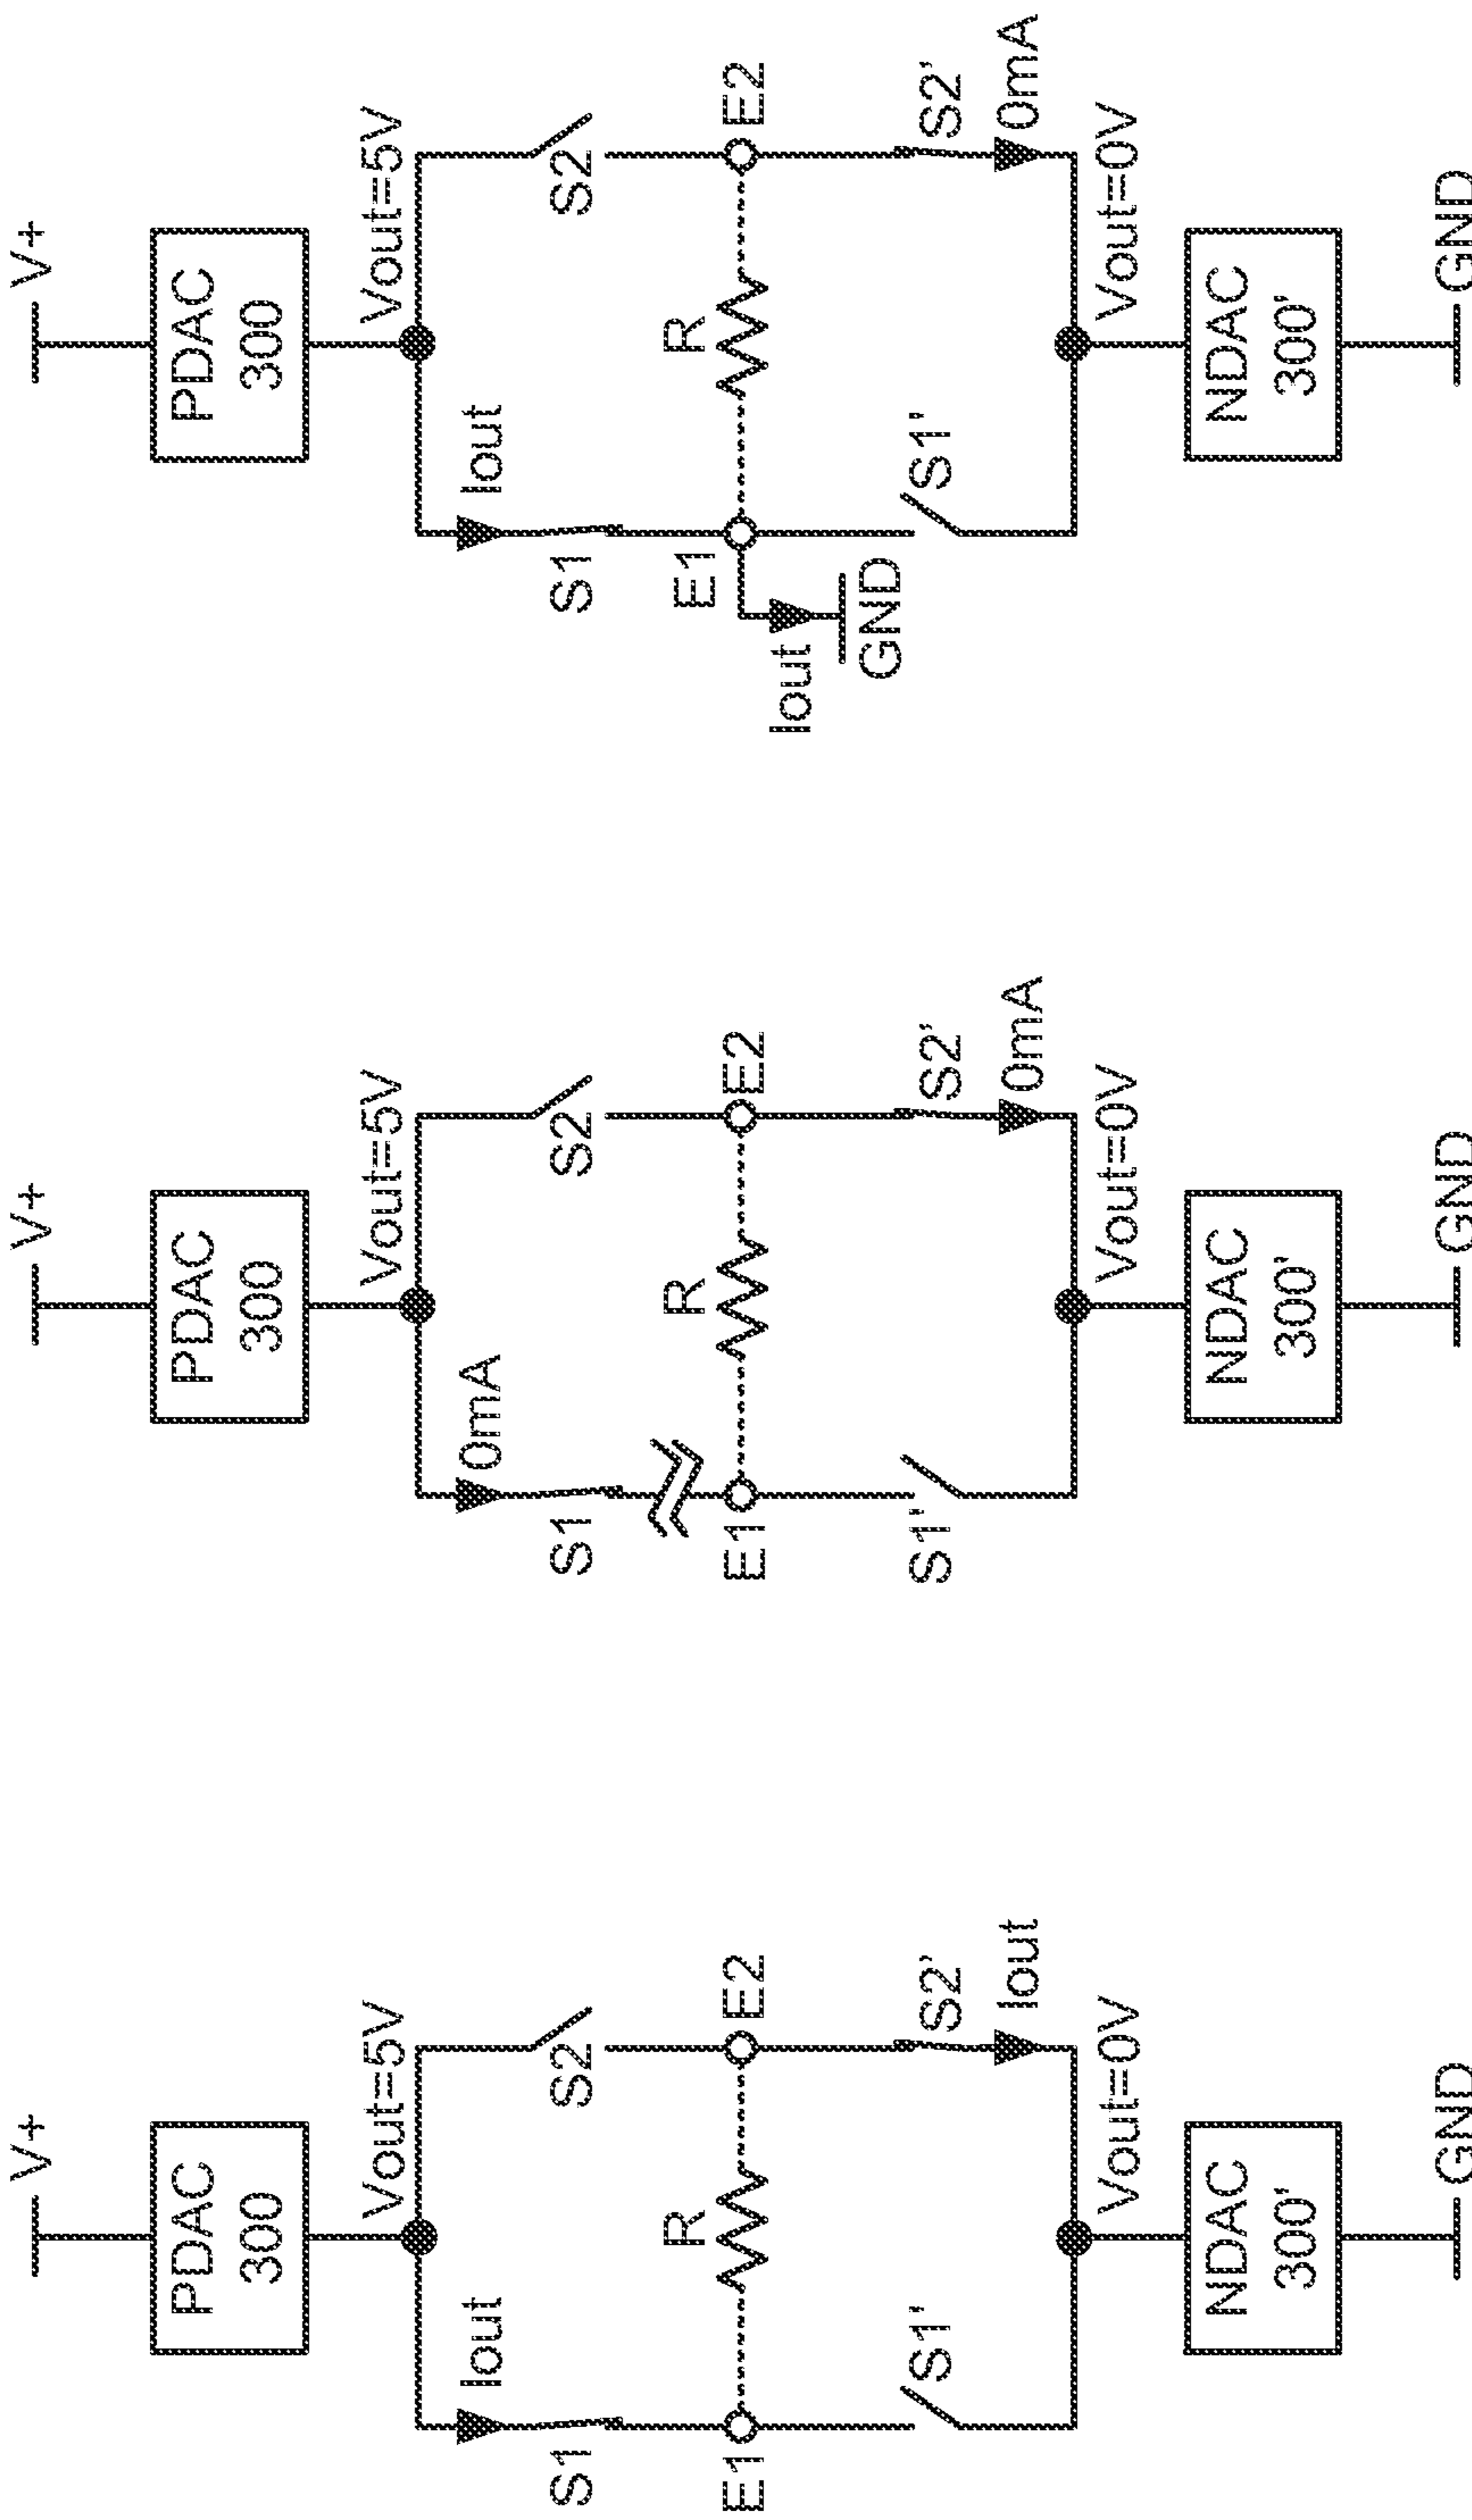 V+
PDAC
300
Vout=5V
Iout
S1
S2
R
E1
E2
S1'
S2'
Iout
Vout=0V
NDAC
300'
GND
V+
PDAC
300
Vout=5V
0mA
S1
S2
R
E1
E2
S1'
S2'
0mA
Vout=0V
NDAC
300'
GND
V+
PDAC
300
Vout=5V
Iout
S1
S2
R
E1
E2
Iout
GND
S1'
S2'
0mA
Vout=0V
NDAC
300'
GND